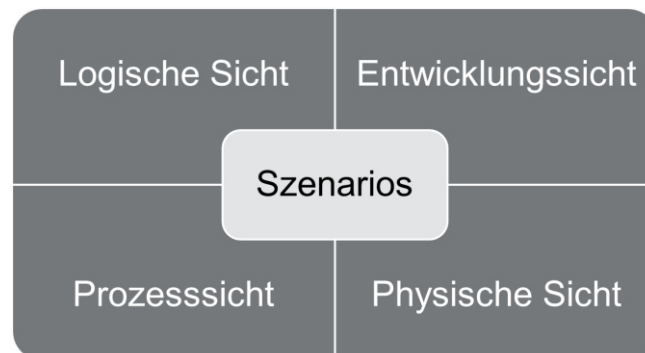 Logische Sicht
Entwicklungssicht
Szenarios
Prozesssicht
Physische Sicht